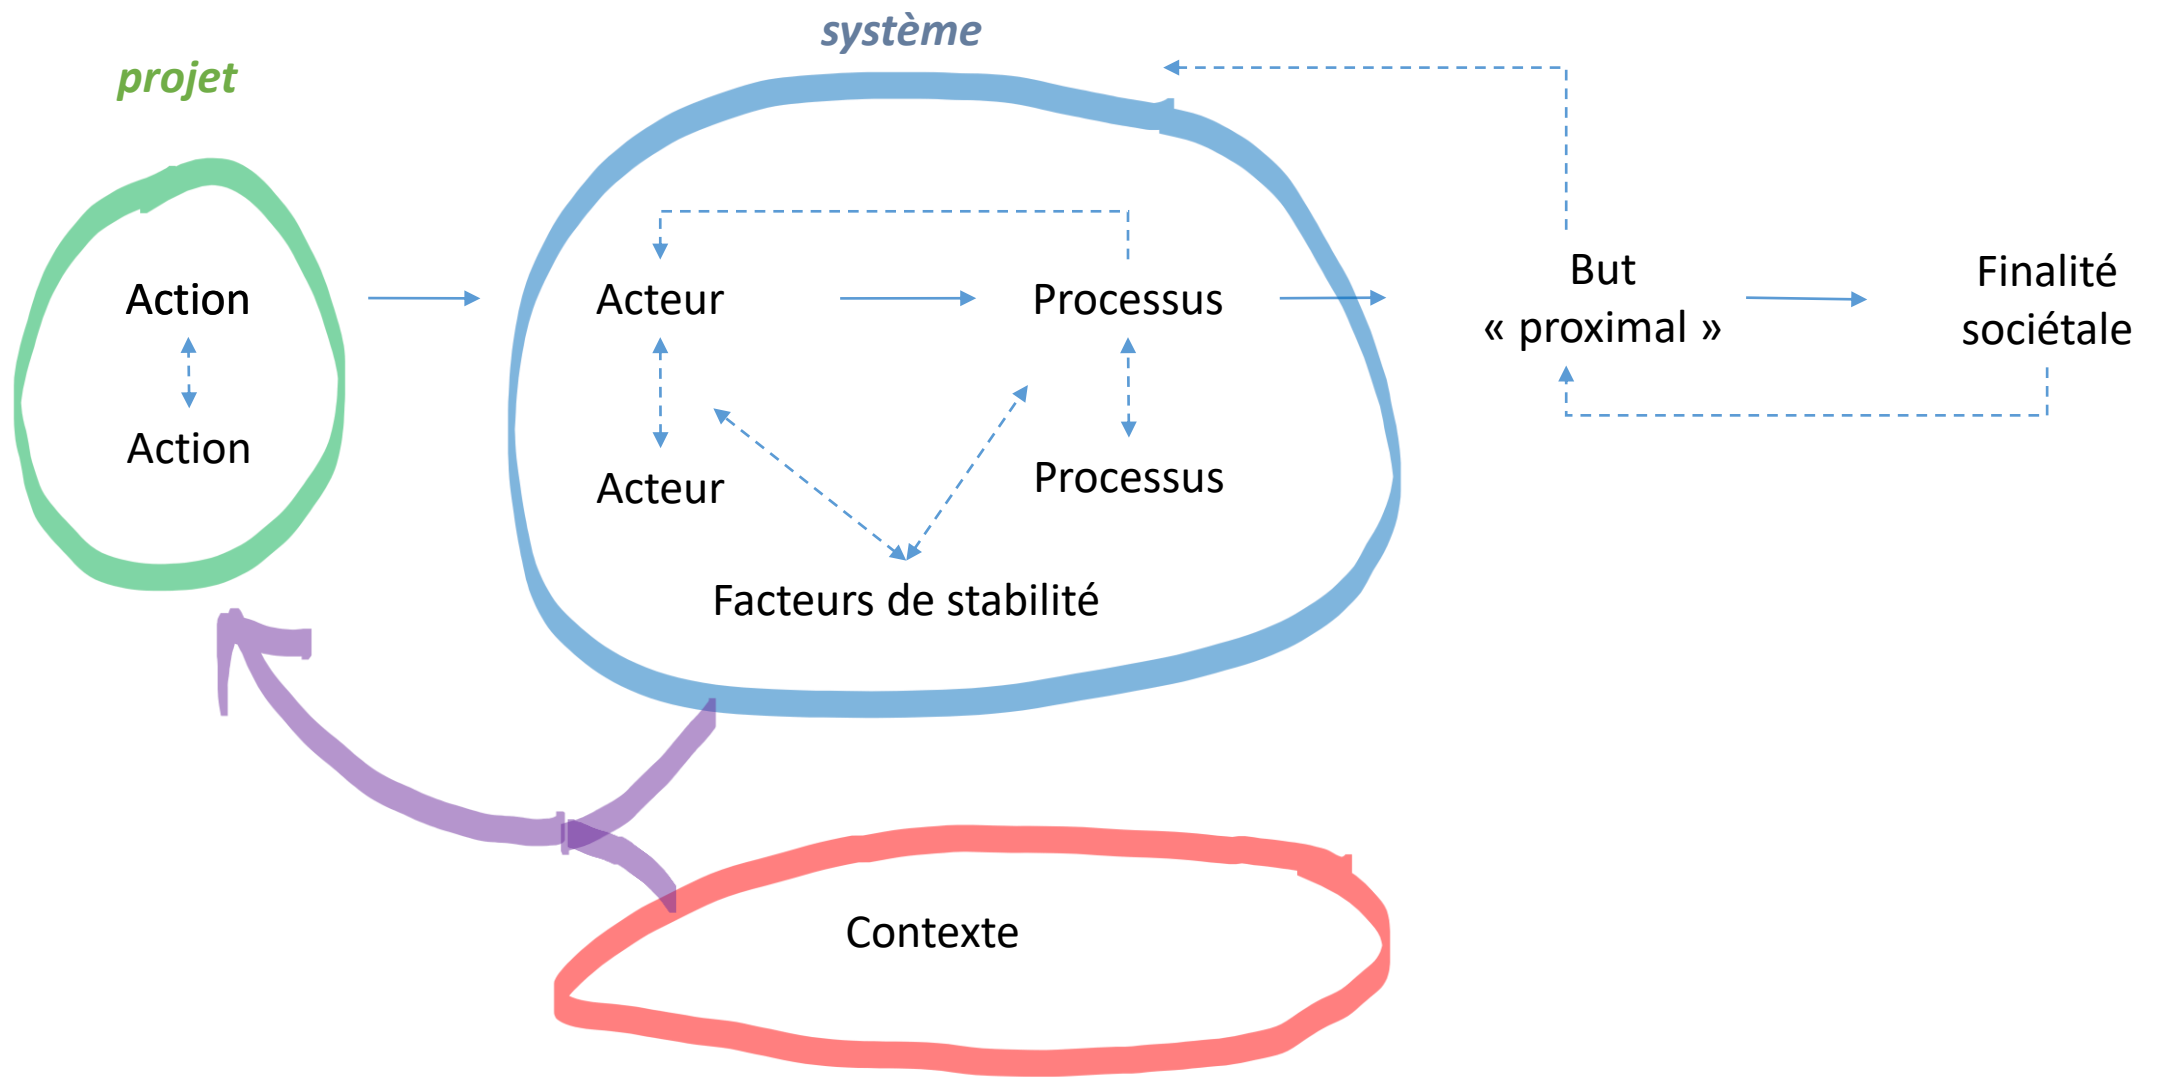 système
projet
Action
Acteur
Processus
But
« proximal »
Finalité
sociétale
Action
Acteur
Processus
Facteurs de stabilité
Contexte